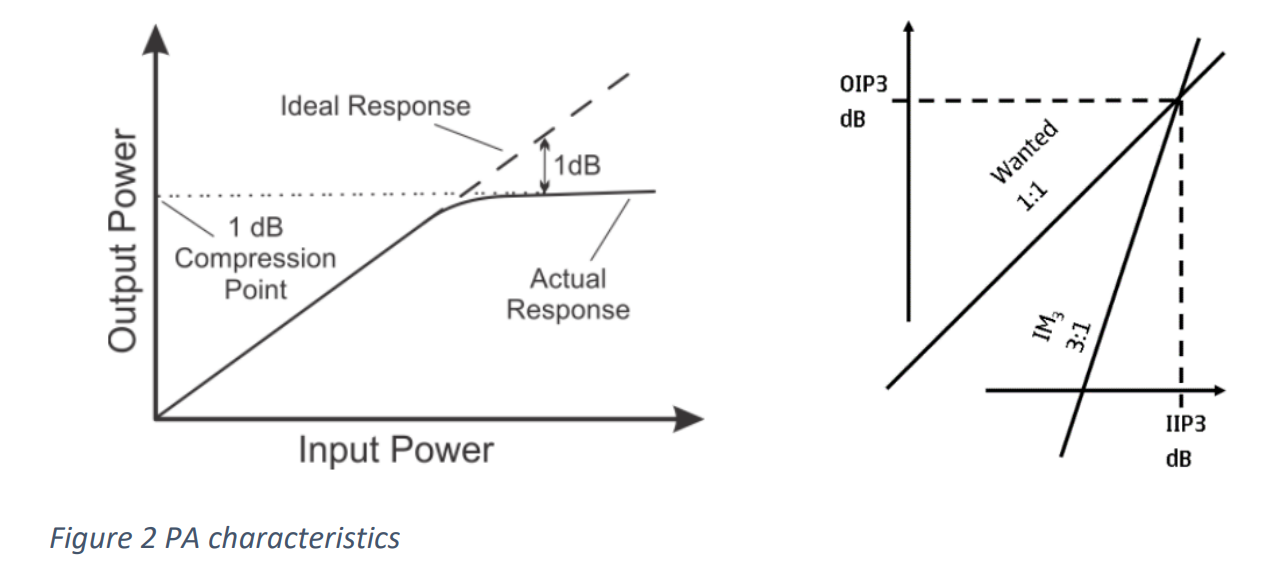 Ideal Response
1dB
1 dB
Compression
Point
Actual
Response
Output Power
Input Power
OIP3
dB
Wanted
1:1
IM₃
3:1
IIP3
dB
Figure 2 PA characteristics